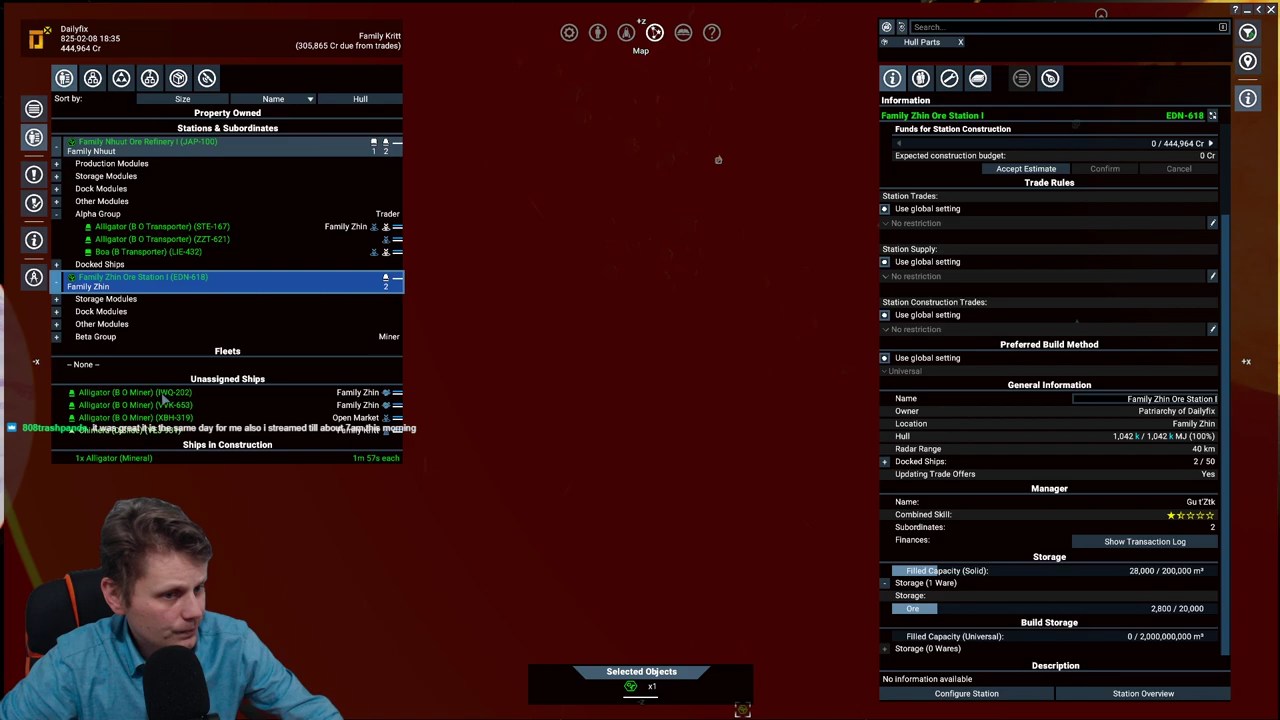 Dailyfix
825-02-08 18:35
444,964 Cr
Family Kritt
(305,865 Cr due from trades)
+z
Map
Search...
Hull Parts X
Sort by: Size Name Hull
Property Owned
Stations & Subordinates
Family Nhuut Ore Refinery I (JAP-100)
Family Nhuut 1 2
Production Modules
Storage Modules
Dock Modules
Other Modules
Alpha Group Trader
Alligator (B O Transporter) (STE-167) Family Zhin
Alligator (B O Transporter) (ZZT-621)
Boa (B Transporter) (LIE-432)
Docked Ships
Family Zhin Ore Station I (EDN-618)
Family Zhin 2
Storage Modules
Dock Modules
Other Modules
Beta Group Miner
Fleets
-- None --
Unassigned Ships
Alligator (B O Miner) (IWQ-202) Family Zhin
Alligator (B O Miner) Family Zhin
Alligator (B O Miner) (XBH-319) Open Market
808trashpanda: it was great it is the same day for me also i streamed till about 7am this morning
Ships in Construction
1x Alligator (Mineral) 1m 57s each
-x
+x
Information
Family Zhin Ore Station I EDN-618
Funds for Station Construction
0 / 444,964 Cr
Expected construction budget: 0 Cr
Accept Estimate Confirm Cancel
Trade Rules
Station Trades:
Use global setting
No restriction
Station Supply:
Use global setting
No restriction
Station Construction Trades:
Use global setting
No restriction
Preferred Build Method
Use global setting
Universal
General Information
Name Family Zhin Ore Station I
Owner Patriarchy of Dailyfix
Location Family Zhin
Hull 1,042 k / 1,042 k MJ (100%)
Radar Range 40 km
Docked Ships: 2 / 50
Updating Trade Offers Yes
Manager
Name: Gu t'Ztk
Combined Skill:
Subordinates: 2
Finances: Show Transaction Log
Storage
Filled Capacity (Solid): 28,000 / 200,000 m³
Storage (1 Ware)
Storage:
Ore 2,800 / 20,000
Build Storage
Filled Capacity (Universal): 0 / 2,000,000,000 m³
Storage (0 Wares)
Description
No information available
Configure Station Station Overview
Selected Objects
x1
-z